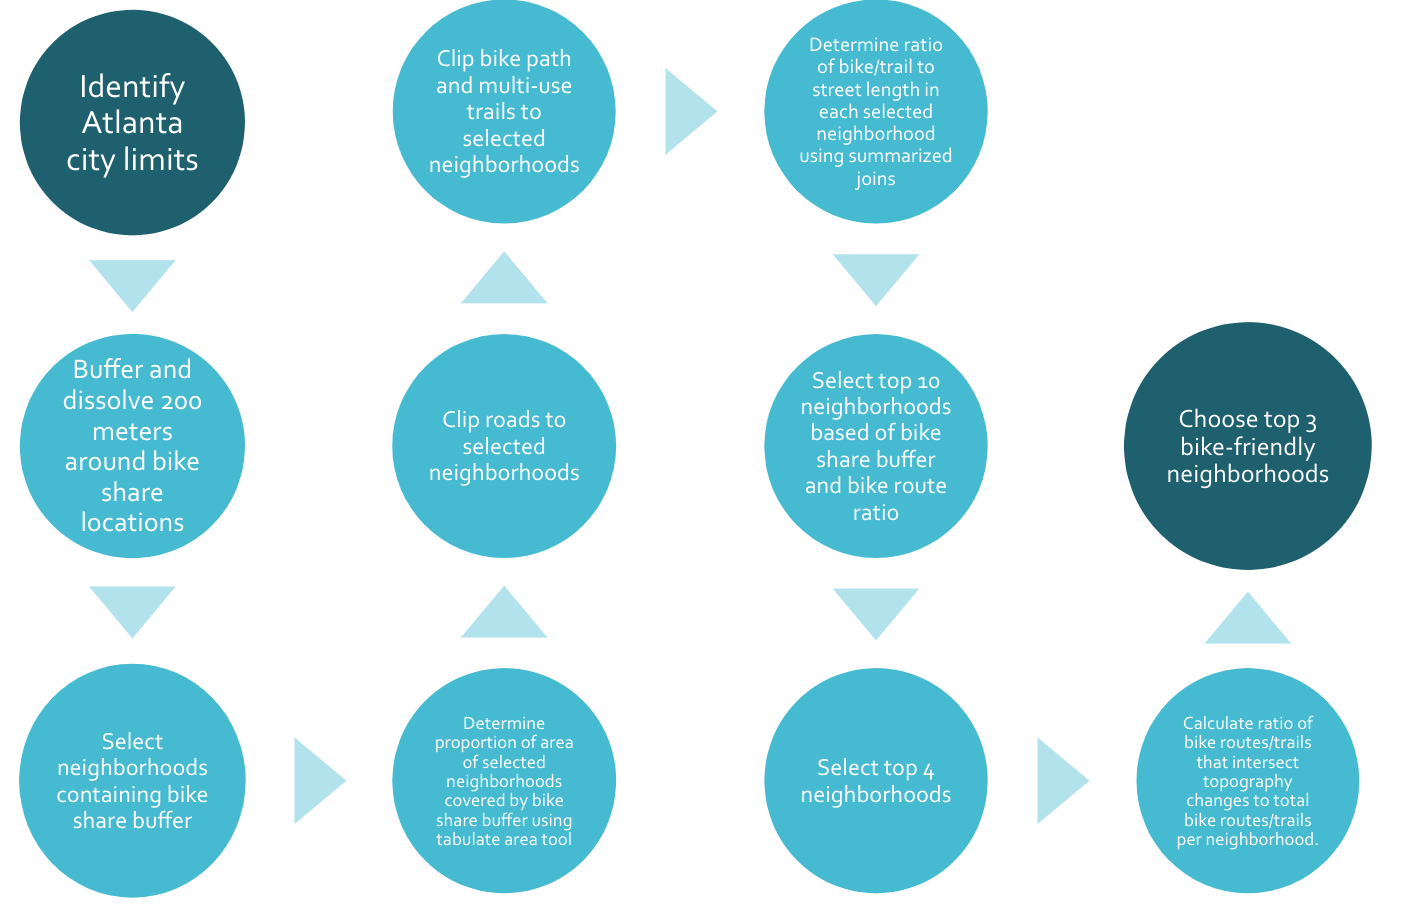 Identify
Atlanta
city limits
Buffer and
dissolve 200
meters
around bike
share
locations
Select
neighborhoods
containing bike
share buffer
Determine
proportion of area
of selected
neighborhoods
covered by bike
share buffer using
tabulate area tool
Clip roads to
selected
neighborhoods
Clip bike path
and multi-use
trails to
selected
neighborhoods
Determine ratio
of bike/trail to
street length in
each selected
neighborhood
using summarized
joins
Select top 10
neighborhoods
based of bike
share buffer
and bike route
ratio
Select top 4
neighborhoods
Calculate ratio of
bike routes/trails
that intersect
topography
changes to total
bike routes/trails
per neighborhood.
Choose top 3
bike-friendly
neighborhoods